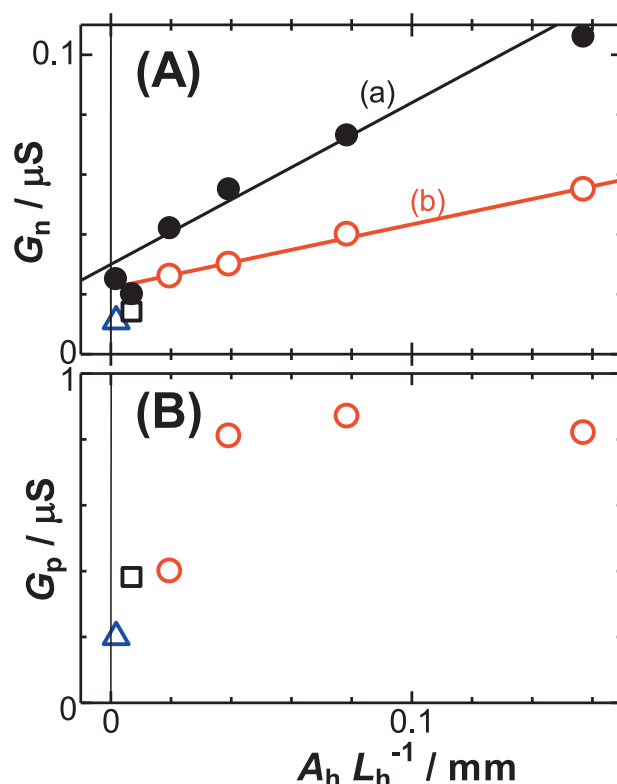 0.1
(A)
(a)
(b)
Gn / μS
0
1
(B)
Gp / μS
0
0
0.1
Ah Lh-1 / mm